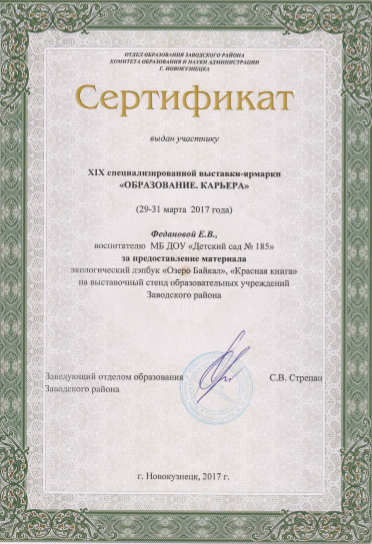 ОТДЕЛ ОБРАЗОВАНИЯ ЗАВОДСКОГО РАЙОНА
КОМИТЕТА ОБРАЗОВАНИЯ И НАУКИ АДМИНИСТРАЦИИ
Г. НОВОКУЗНЕЦКА
Сертификат
выдан участнику
XIX специализированной выставки-ярмарки
«ОБРАЗОВАНИЕ. КАРЬЕРА»
(29-31 марта 2017 года)
Федановой Е.В.,
воспитателю МБ ДОУ «Детский сад № 185»
за предоставление материала
экологический лэпбук «Озеро Байкал», «Красная книга»
на выставочный стенд образовательных учреждений
Заводского района
Заведующий отделом образования С.В. Стрепан
Заводского района
г. Новокузнецк, 2017 г.